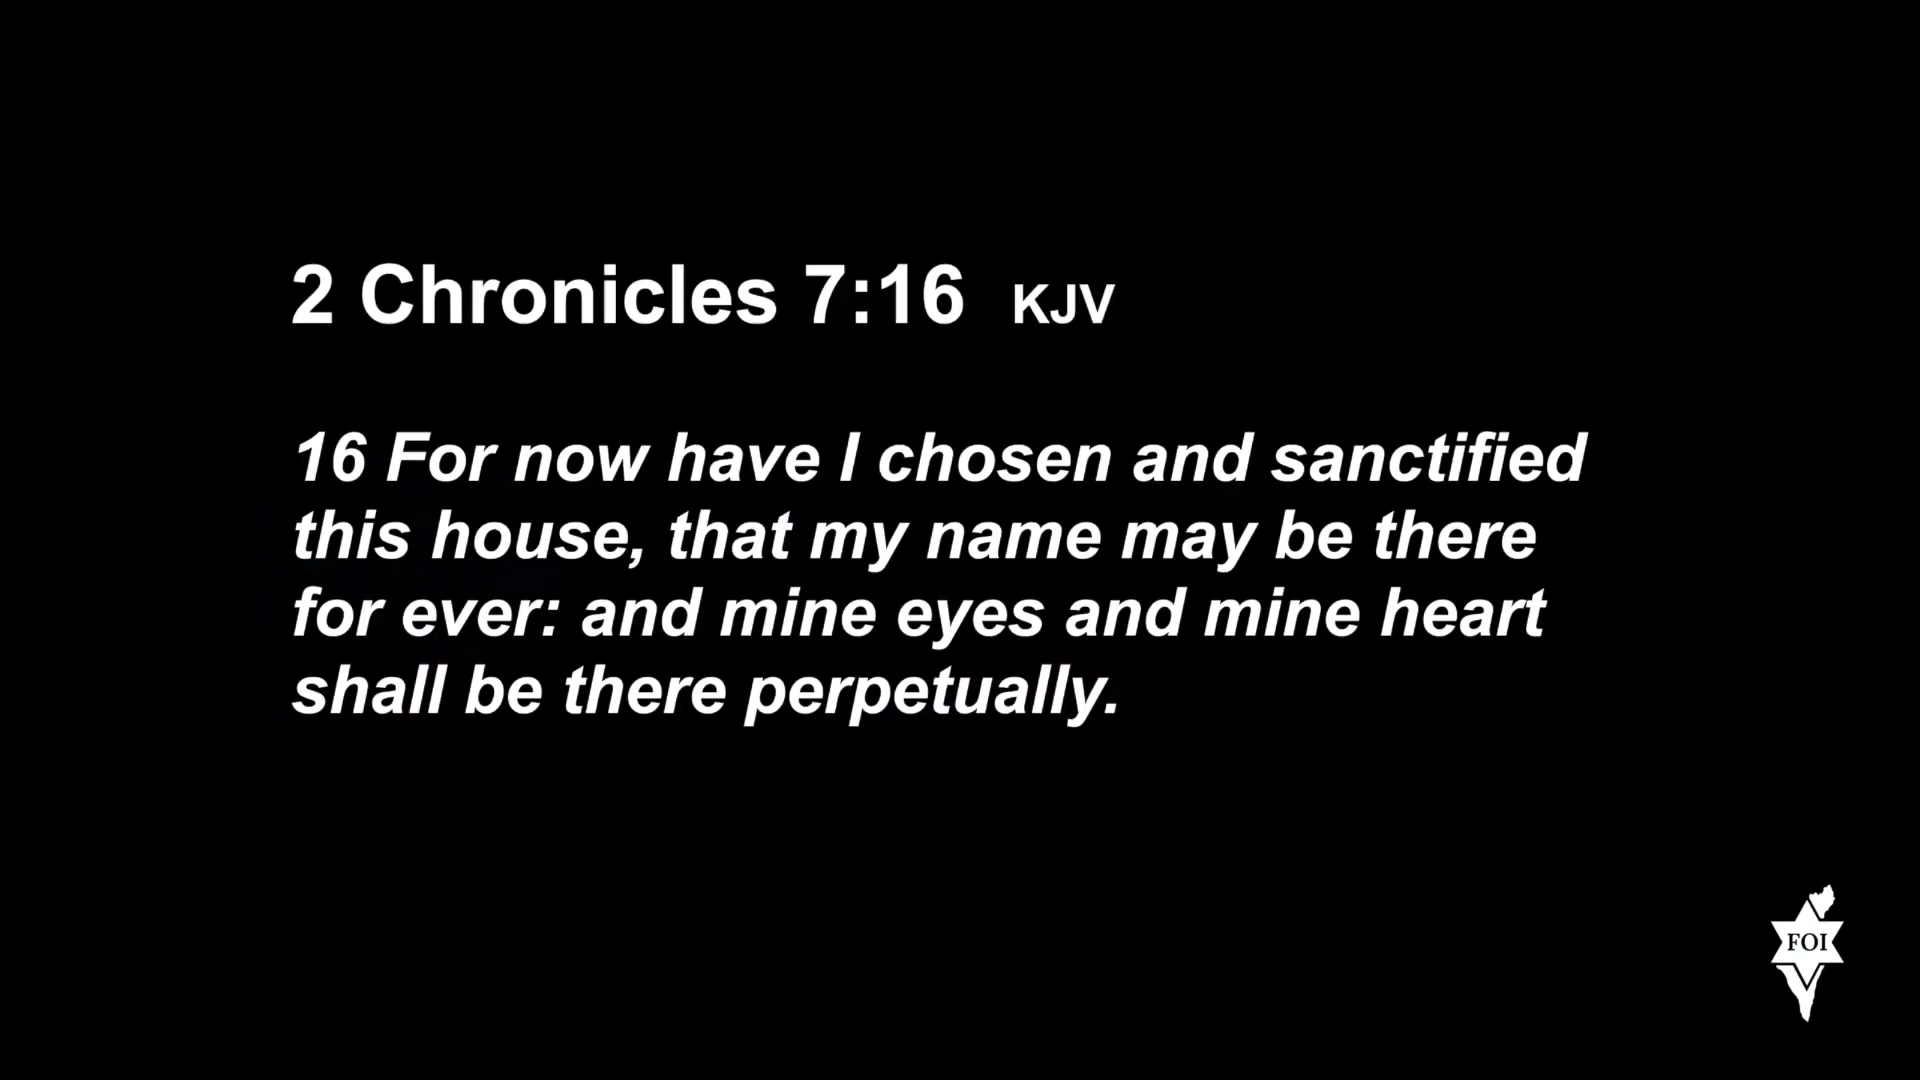 2 Chronicles 7:16 KJV
16 For now have I chosen and sanctified
this house, that my name may be there
for ever: and mine eyes and mine heart
shall be there perpetually.
FOI